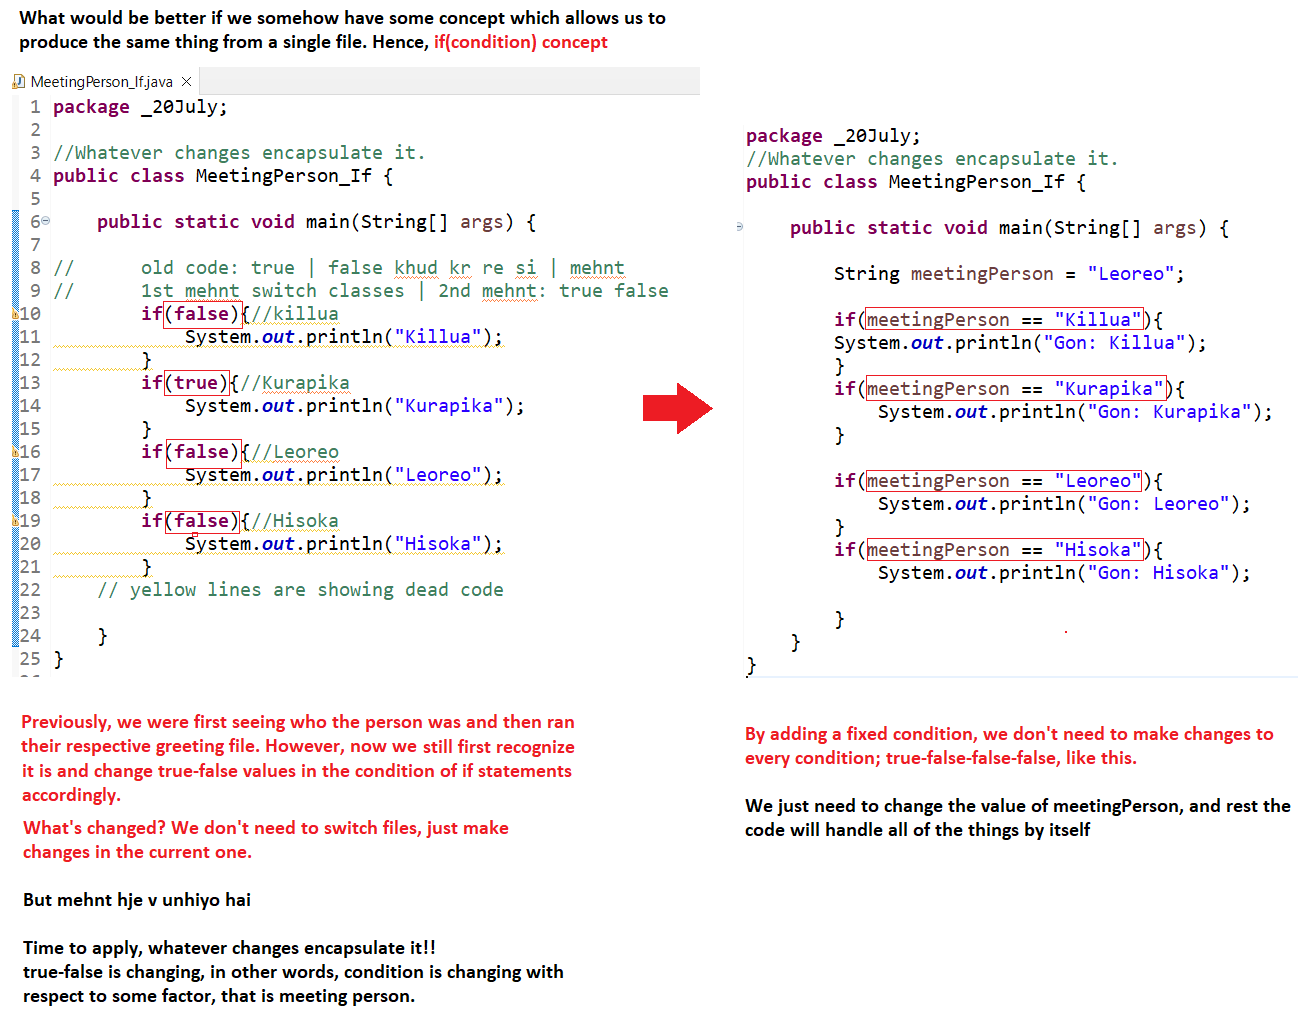 What would be better if we somehow have some concept which allows us to
produce the same thing from a single file. Hence, if(condition) concept
MeetingPerson_If.java
1 package _20July;
2
3 //Whatever changes encapsulate it.
4 public class MeetingPerson_If {
5
6 public static void main(String[] args) {
7
8 // old code: true | false khud kr re si | mehnt
9 // 1st mehnt switch classes | 2nd mehnt: true false
10 if(false){//killua
11 System.out.println("Killua");
12 }
13 if(true){//Kurapika
14 System.out.println("Kurapika");
15 }
16 if(false){//Leoreo
17 System.out.println("Leoreo");
18 }
19 if(false){//Hisoka
20 System.out.println("Hisoka");
21 }
22 // yellow lines are showing dead code
23
24 }
25 }
Previously, we were first seeing who the person was and then ran
their respective greeting file. However, now we still first recognize
it is and change true-false values in the condition of if statements
accordingly.
What's changed? We don't need to switch files, just make
changes in the current one.
But mehnt hje v unhiyo hai
Time to apply, whatever changes encapsulate it!!
true-false is changing, in other words, condition is changing with
respect to some factor, that is meeting person.
package _20July;
//Whatever changes encapsulate it.
public class MeetingPerson_If {
public static void main(String[] args) {
String meetingPerson = "Leoreo";
if(meetingPerson == "Killua"){
System.out.println("Gon: Killua");
}
if(meetingPerson == "Kurapika"){
System.out.println("Gon: Kurapika");
}
if(meetingPerson == "Leoreo"){
System.out.println("Gon: Leoreo");
}
if(meetingPerson == "Hisoka"){
System.out.println("Gon: Hisoka");
}
}
}
By adding a fixed condition, we don't need to make changes to
every condition; true-false-false-false, like this.
We just need to change the value of meetingPerson, and rest the
code will handle all of the things by itself